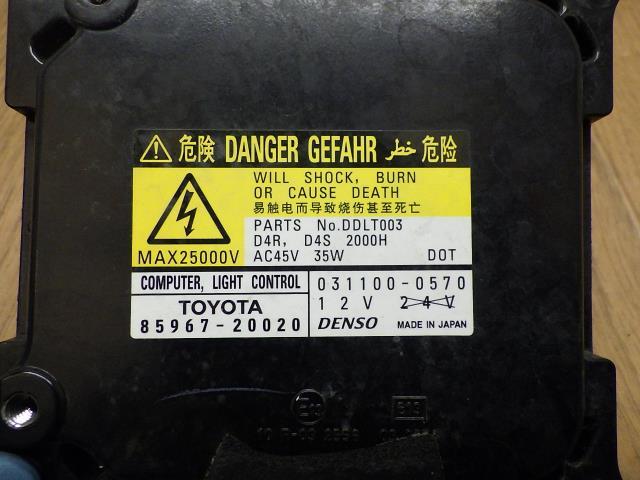 危険 DANGER GEFAHR خطر 危险
WILL SHOCK, BURN
OR CAUSE DEATH
易触电而导致烧伤甚至死亡
MAX25000V
PARTS No.DDLT003
D4R, D4S 2000H
AC45V 35W DOT
COMPUTER, LIGHT CONTROL
TOYOTA
85967-20020
031100-0570
12V 24V
DENSO MADE IN JAPAN